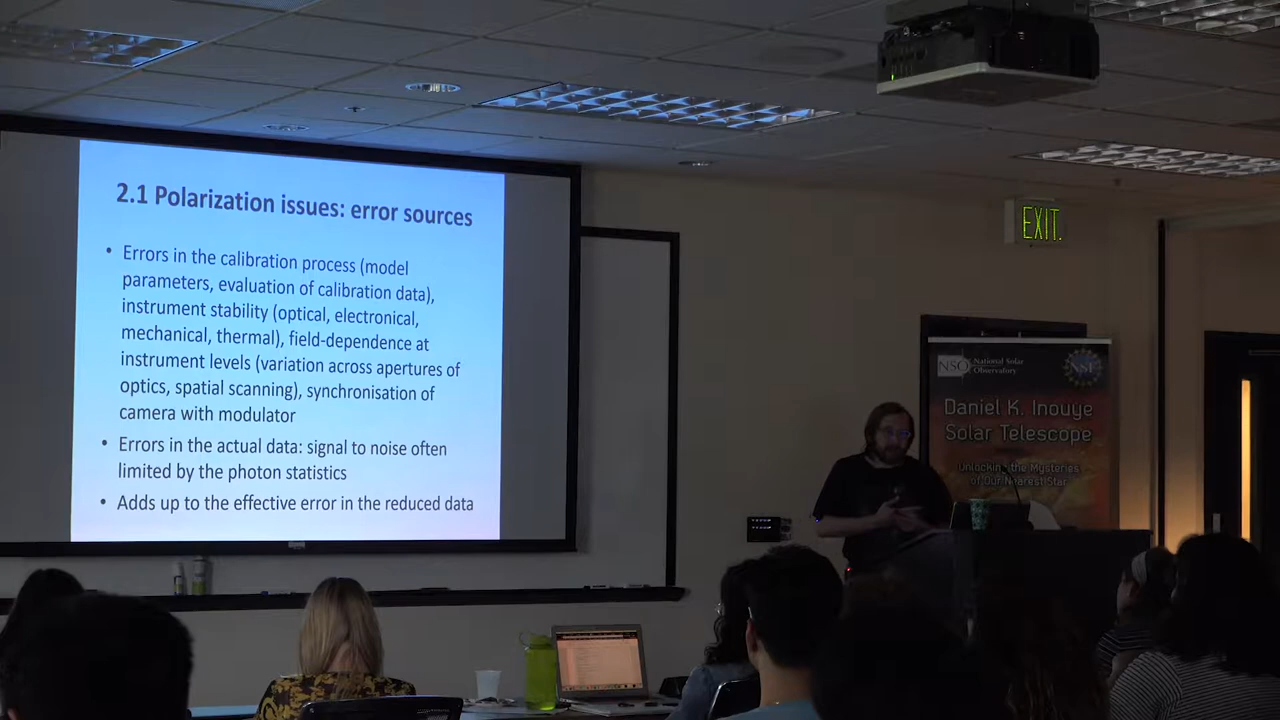 2.1 Polarization issues: error sources
• Errors in the calibration process (model
parameters, evaluation of calibration data),
instrument stability (optical, electronical,
mechanical, thermal), field-dependence at
instrument levels (variation across apertures of
optics, spatial scanning), synchronisation of
camera with modulator
• Errors in the actual data: signal to noise often
limited by the photon statistics
• Adds up to the effective error in the reduced data
EXIT
NSO National Solar
Observatory
NSF
Daniel K. Inouye
Solar Telescope
Unlocking the Mysteries
of Our Nearest Star